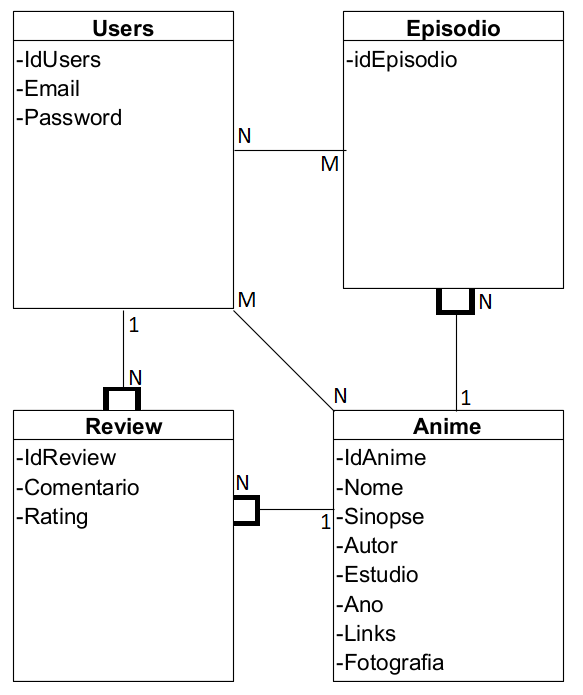 Users
-IdUsers
-Email
-Password
Episodio
-idEpisodio
N
M
M
N
1
N
N
1
Review
-IdReview
-Comentario
-Rating
N
1
Anime
-IdAnime
-Nome
-Sinopse
-Autor
-Estudio
-Ano
-Links
-Fotografia